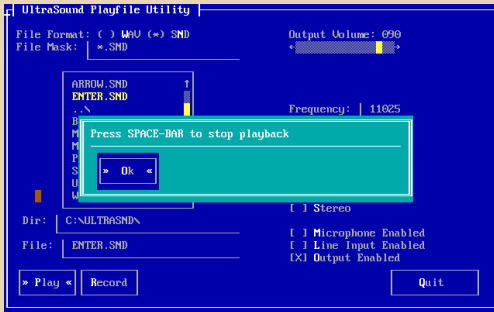 UltraSound Playfile Utility
File Format: ( ) WAV (*) SND
Output Volume: 090
File Mask: *.SND
ARROW.SND
ENTER.SND
..\
Frequency: 11025
B
Press SPACE-BAR to stop playback
M
M
P
» Ok «
S
U
W
[ ] Stereo
Dir: C:\ULTRASND\
[ ] Microphone Enabled
File: ENTER.SND
[ ] Line Input Enabled
[X] Output Enabled
» Play «
Record
Quit